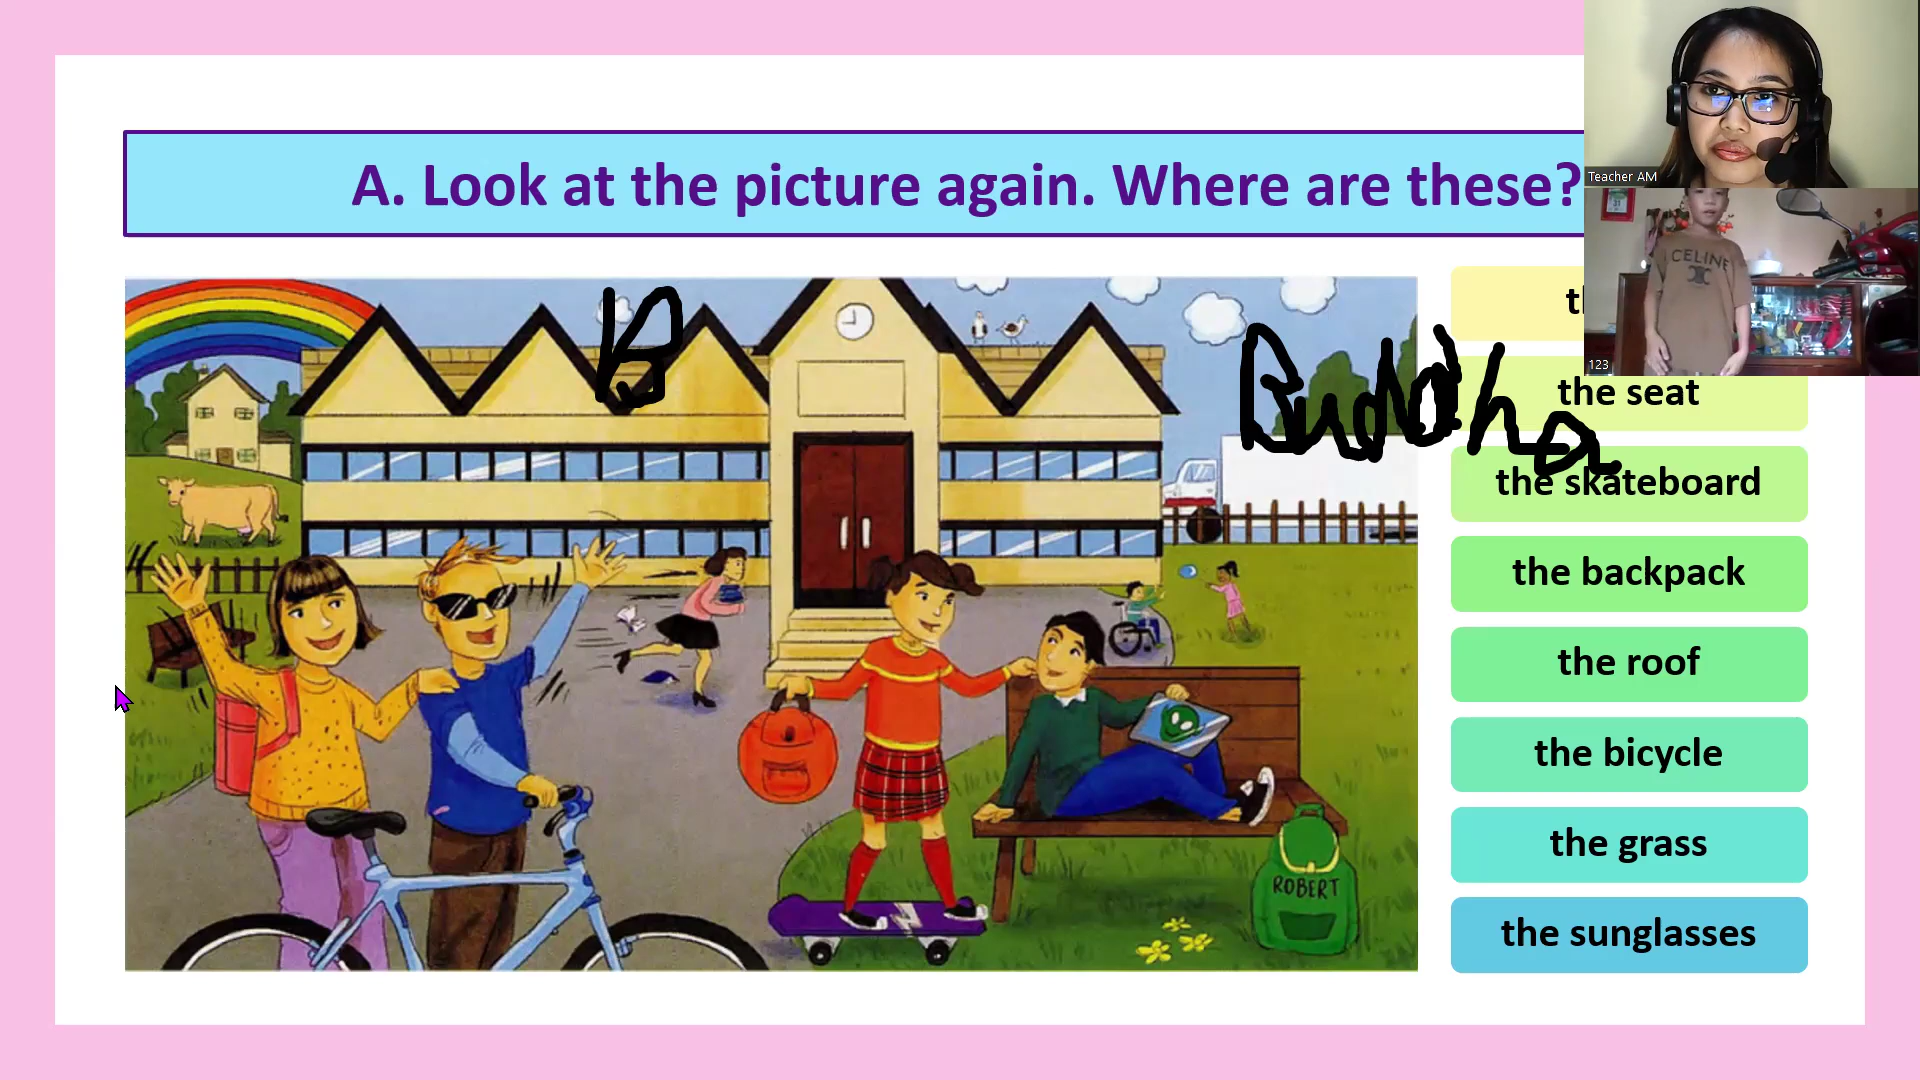 A. Look at the picture again. Where are these?
B
Buddha
the seat
the skateboard
the backpack
the roof
the bicycle
the grass
the sunglasses
ROBERT
Teacher AM
CELINE
31
123